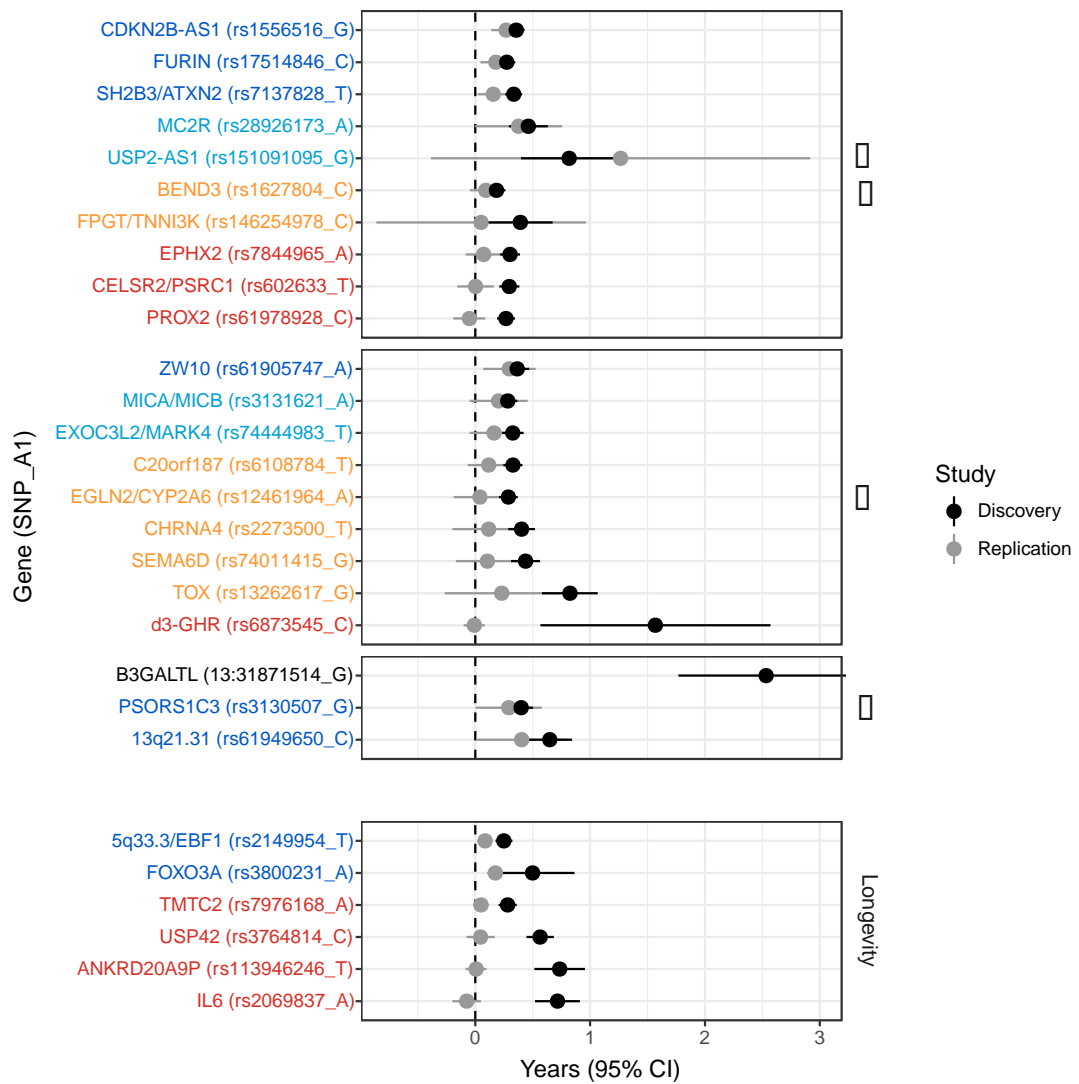 CDKN2B-AS1 (rs1556516_G)
FURIN (rs17514846_C)
SH2B3/ATXN2 (rs7137828_T)
MC2R (rs28926173_A)
USP2-AS1 (rs151091095_G)
BEND3 (rs1627804_C)
FPGT/TNNI3K (rs146254978_C)
EPHX2 (rs7844965_A)
CELSR2/PSRC1 (rs602633_T)
PROX2 (rs61978928_C)
ZW10 (rs61905747_A)
MICA/MICB (rs3131621_A)
EXOC3L2/MARK4 (rs74444983_T)
C20orf187 (rs6108784_T)
EGLN2/CYP2A6 (rs12461964_A)
CHRNA4 (rs2273500_T)
SEMA6D (rs74011415_G)
TOX (rs13262617_G)
d3-GHR (rs6873545_C)
B3GALTL (13:31871514_G)
PSORS1C3 (rs3130507_G)
13q21.31 (rs61949650_C)
5q33.3/EBF1 (rs2149954_T)
FOXO3A (rs3800231_A)
TMTC2 (rs7976168_A)
USP42 (rs3764814_C)
ANKRD20A9P (rs113946246_T)
IL6 (rs2069837_A)
Gene (SNP_A1)
0 1 2 3
Years (95% CI)
Longevity
Study
Discovery
Replication